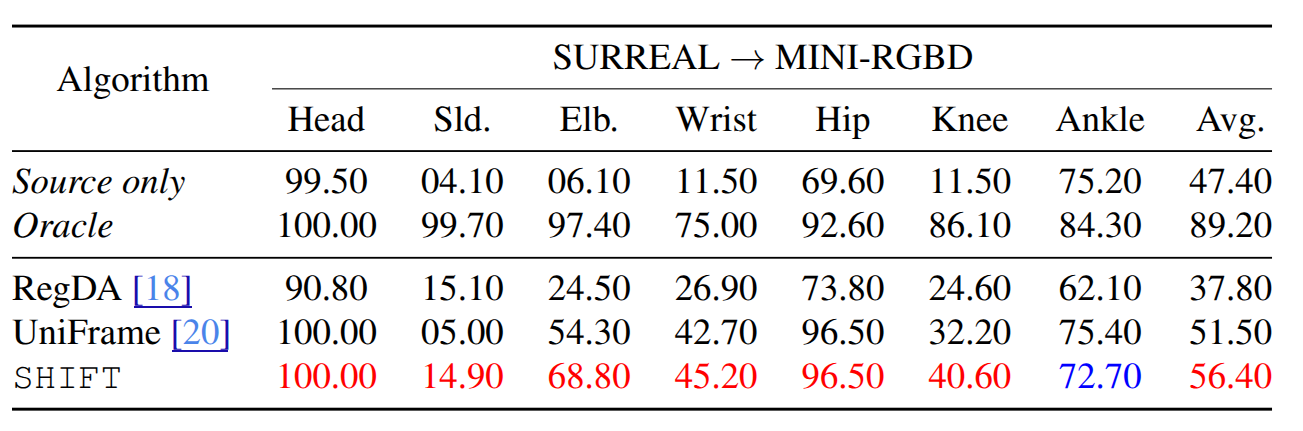 Algorithm SURREAL → MINI-RGBD
Head Sld. Elb. Wrist Hip Knee Ankle Avg.
Source only 99.50 04.10 06.10 11.50 69.60 11.50 75.20 47.40
Oracle 100.00 99.70 97.40 75.00 92.60 86.10 84.30 89.20
RegDA [18] 90.80 15.10 24.50 26.90 73.80 24.60 62.10 37.80
UniFrame [20] 100.00 05.00 54.30 42.70 96.50 32.20 75.40 51.50
SHIFT 100.00 14.90 68.80 45.20 96.50 40.60 72.70 56.40